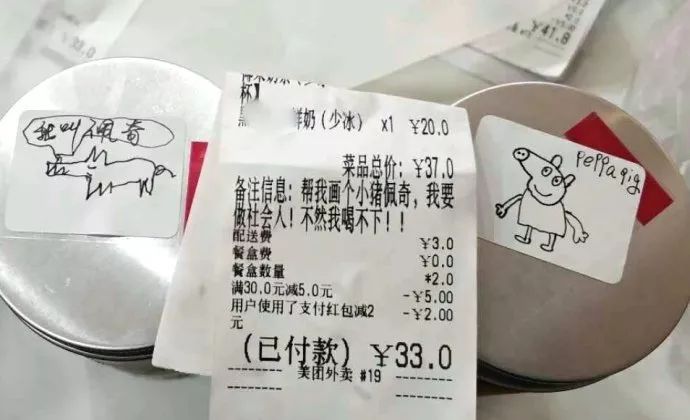 ¥41.8
她叫佩奇
peppa pig
杯】
鲜奶（少冰） x1 ¥20.0
菜品总价: ¥37.0
备注信息: 帮我画个小猪佩奇，我要
做社会人！不然我喝不下！！
配送费 ¥3.0
餐盒费 ¥0.0
餐盒数量 *2.0
满30.0元减5.0元 -¥5.00
用户使用了支付红包减2 -¥2.00
元
(已付款) ¥33.0
-------- 美团外卖 #19 --------